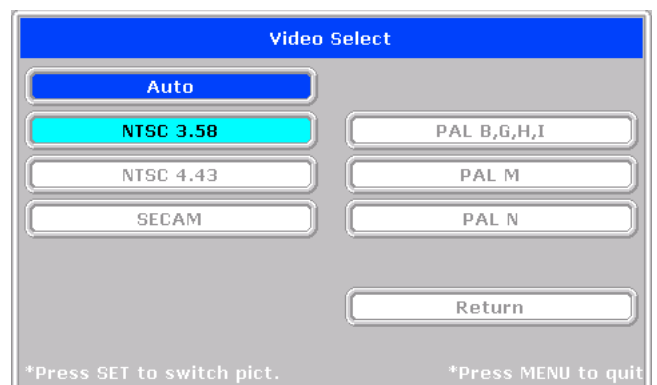 Video Select
Auto
NTSC 3.58
PAL B,G,H,I
NTSC 4.43
PAL M
SECAM
PAL N
Return
*Press SET to switch pict.
*Press MENU to quit